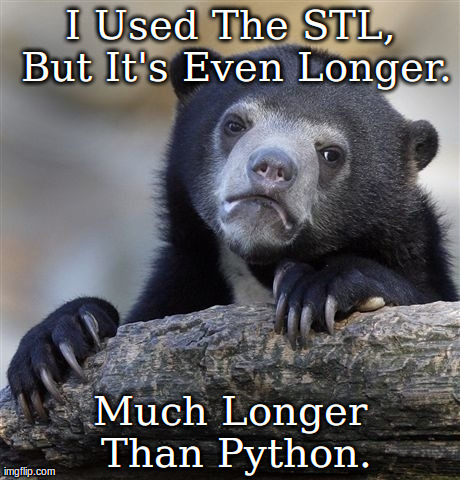 I Used The STL,
But It's Even Longer.
Much Longer
Than Python.
imgflip.com